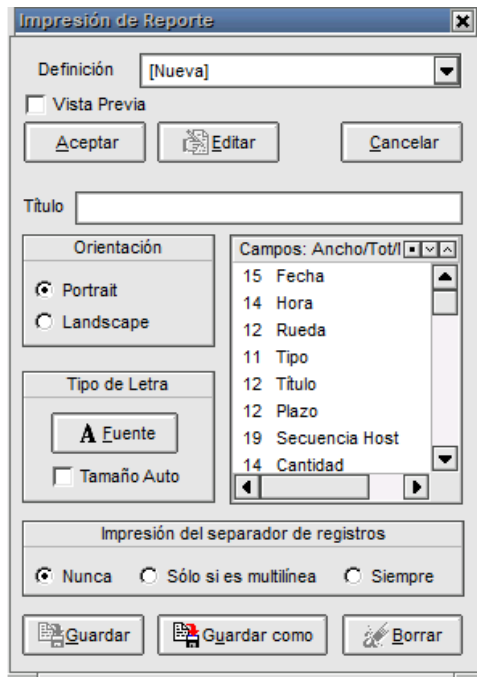 Impresión de Reporte
Definición [Nueva]
Vista Previa
Aceptar Editar Cancelar
Título
Orientación
Portrait
Landscape
Tipo de Letra
A Fuente
Tamaño Auto
Campos: Ancho/Tot/
15 Fecha
14 Hora
12 Rueda
11 Tipo
12 Título
12 Plazo
19 Secuencia Host
14 Cantidad
Impresión del separador de registros
Nunca Sólo si es multilínea Siempre
Guardar Guardar como Borrar